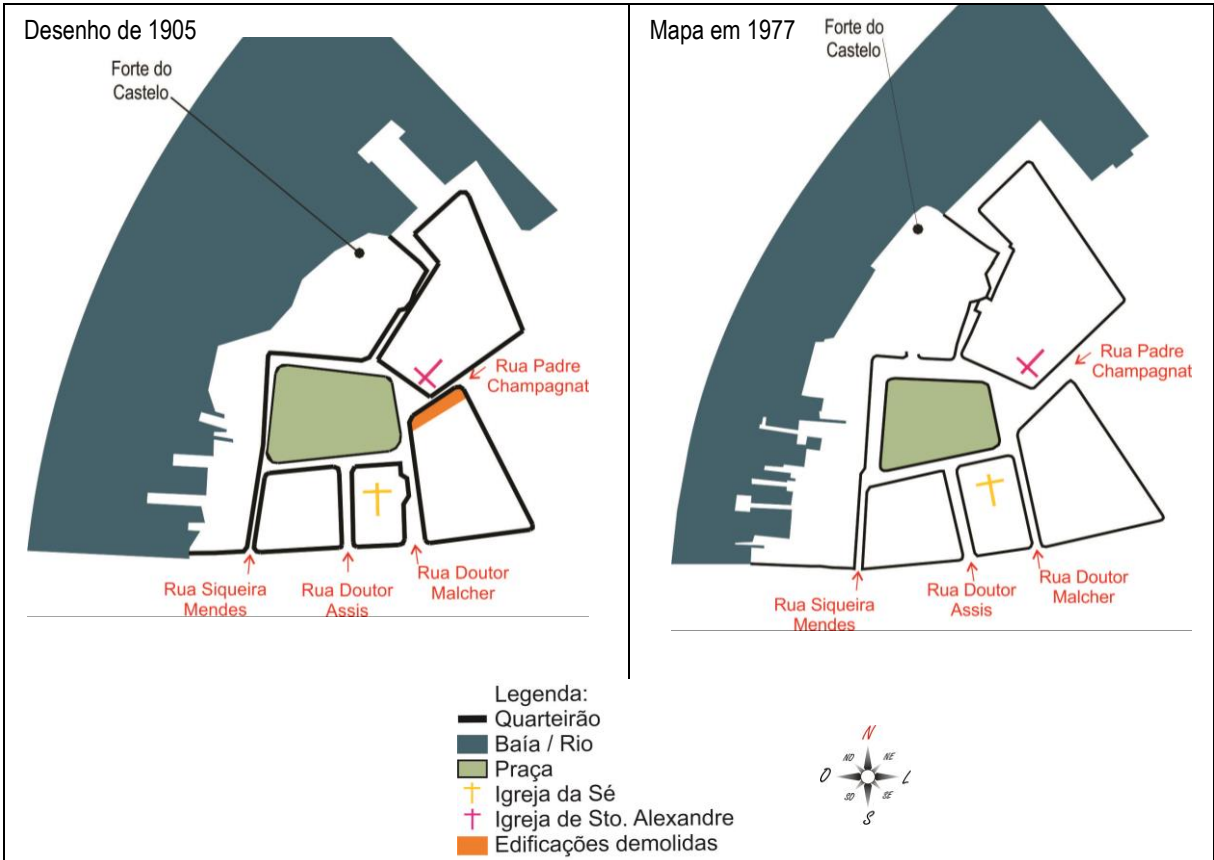 Desenho de 1905
Forte do
Castelo
Rua Padre
Champagnat
Rua Siqueira
Mendes
Rua Doutor
Assis
Rua Doutor
Malcher
Mapa em 1977
Forte do
Castelo
Rua Padre
Champagnat
Rua Siqueira
Mendes
Rua Doutor
Assis
Rua Doutor
Malcher
Legenda:
Quarteirão
Baía / Rio
Praça
Igreja da Sé
Igreja de Sto. Alexandre
Edificações demolidas
N
NO NE
O L
SO SE
S